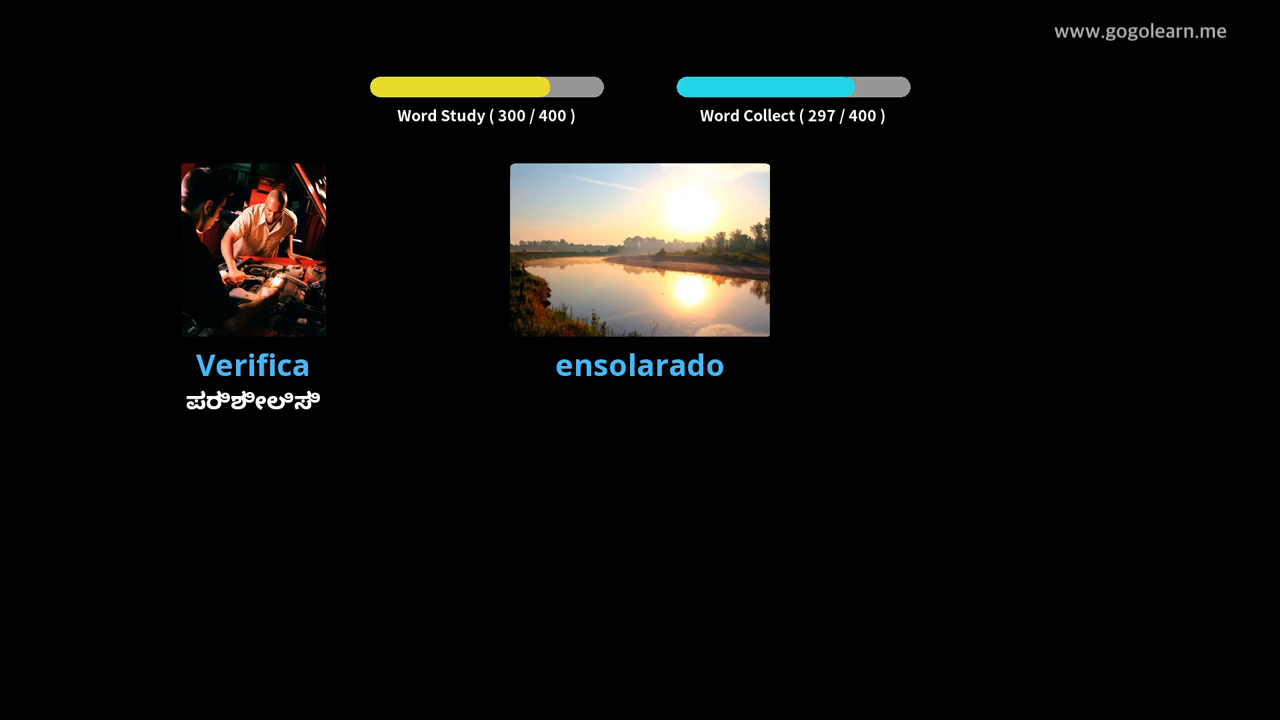 www.gogolearn.me
Word Study ( 300 / 400 )
Word Collect ( 297 / 400 )
Verifica
ಪರಿಶೀಲಿಸಿ
ensolarado